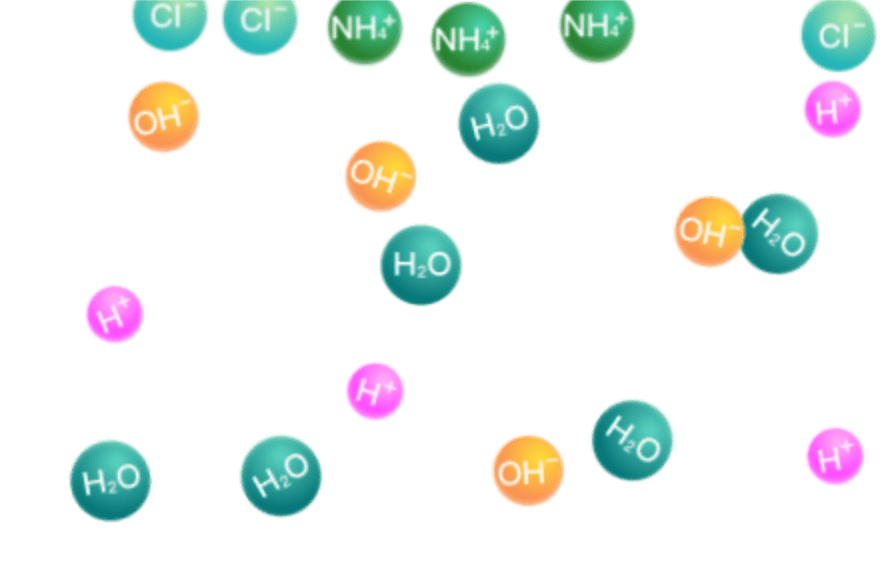 Cl⁻ Cl⁻ NH₄⁺ NH₄⁺ NH₄⁺ Cl⁻
OH⁻ H₂O H⁺
OH⁻
OH⁻ H₂O
H₂O
H⁺
H⁺
H₂O H₂O OH⁻ H₂O H⁺